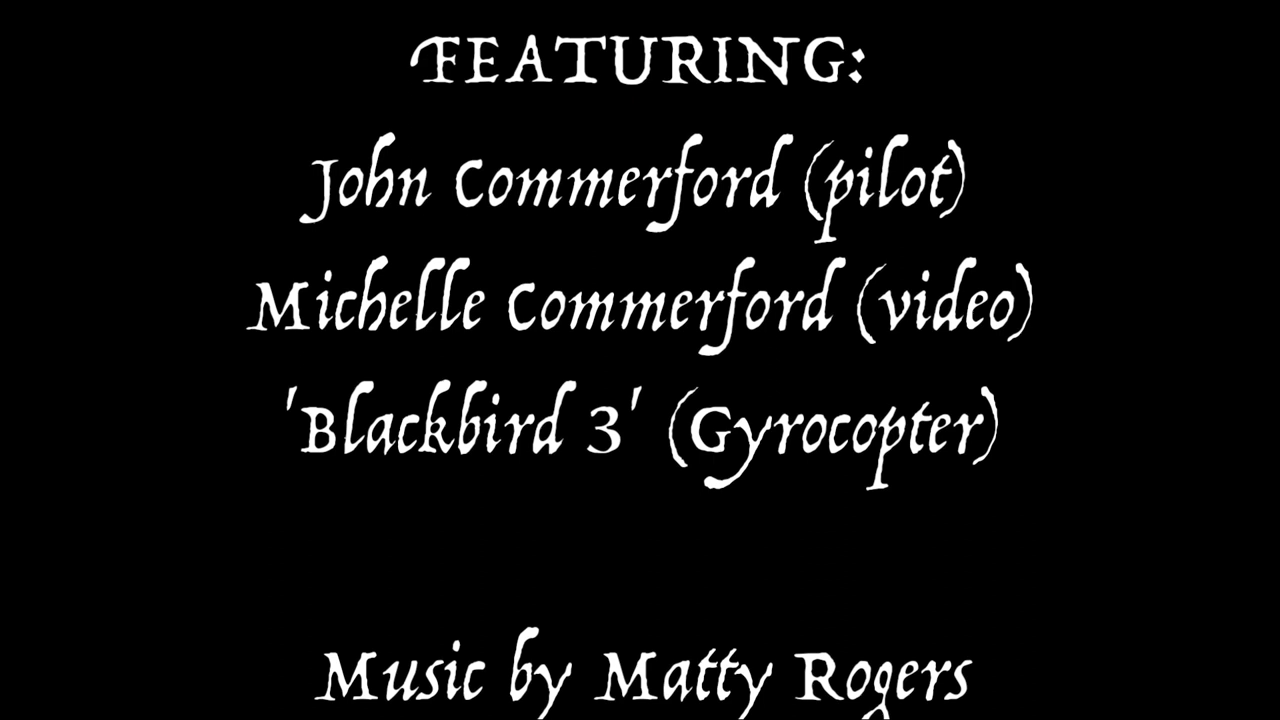 FEATURING:
John Commerford (pilot)
Michelle Commerford (video)
'Blackbird 3' (Gyrocopter)
Music by Matty Rogers